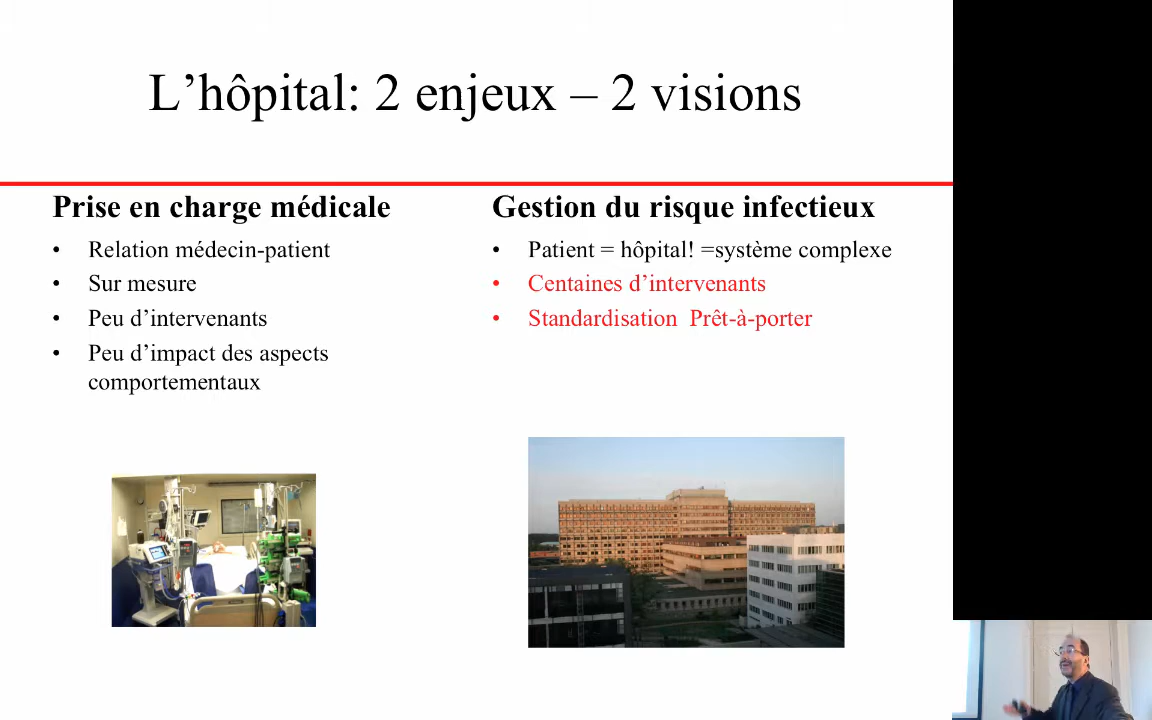 L’hôpital: 2 enjeux – 2 visions
Prise en charge médicale
• Relation médecin-patient
• Sur mesure
• Peu d’intervenants
• Peu d’impact des aspects
comportementaux
Gestion du risque infectieux
• Patient = hôpital! =système complexe
• Centaines d’intervenants
• Standardisation  Prêt-à-porter